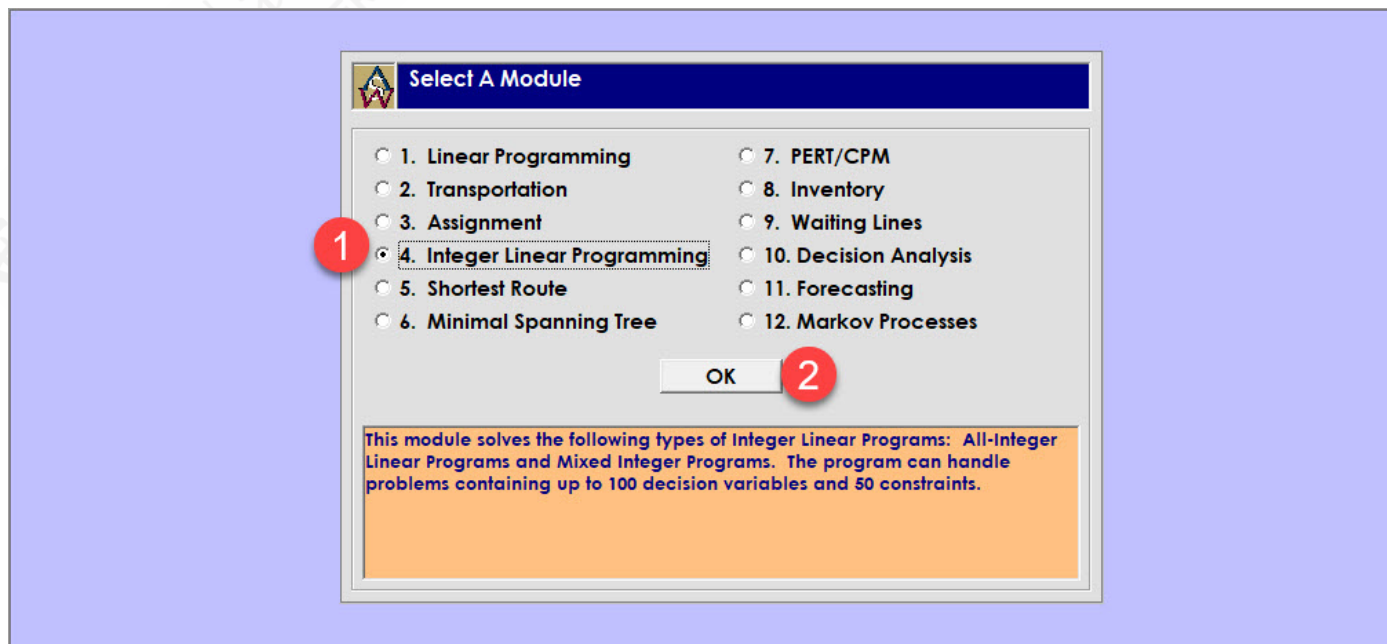 Select A Module
1. Linear Programming
2. Transportation
3. Assignment
4. Integer Linear Programming
5. Shortest Route
6. Minimal Spanning Tree
7. PERT/CPM
8. Inventory
9. Waiting Lines
10. Decision Analysis
11. Forecasting
12. Markov Processes
1
OK
2
This module solves the following types of Integer Linear Programs: All-Integer
Linear Programs and Mixed Integer Programs. The program can handle
problems containing up to 100 decision variables and 50 constraints.